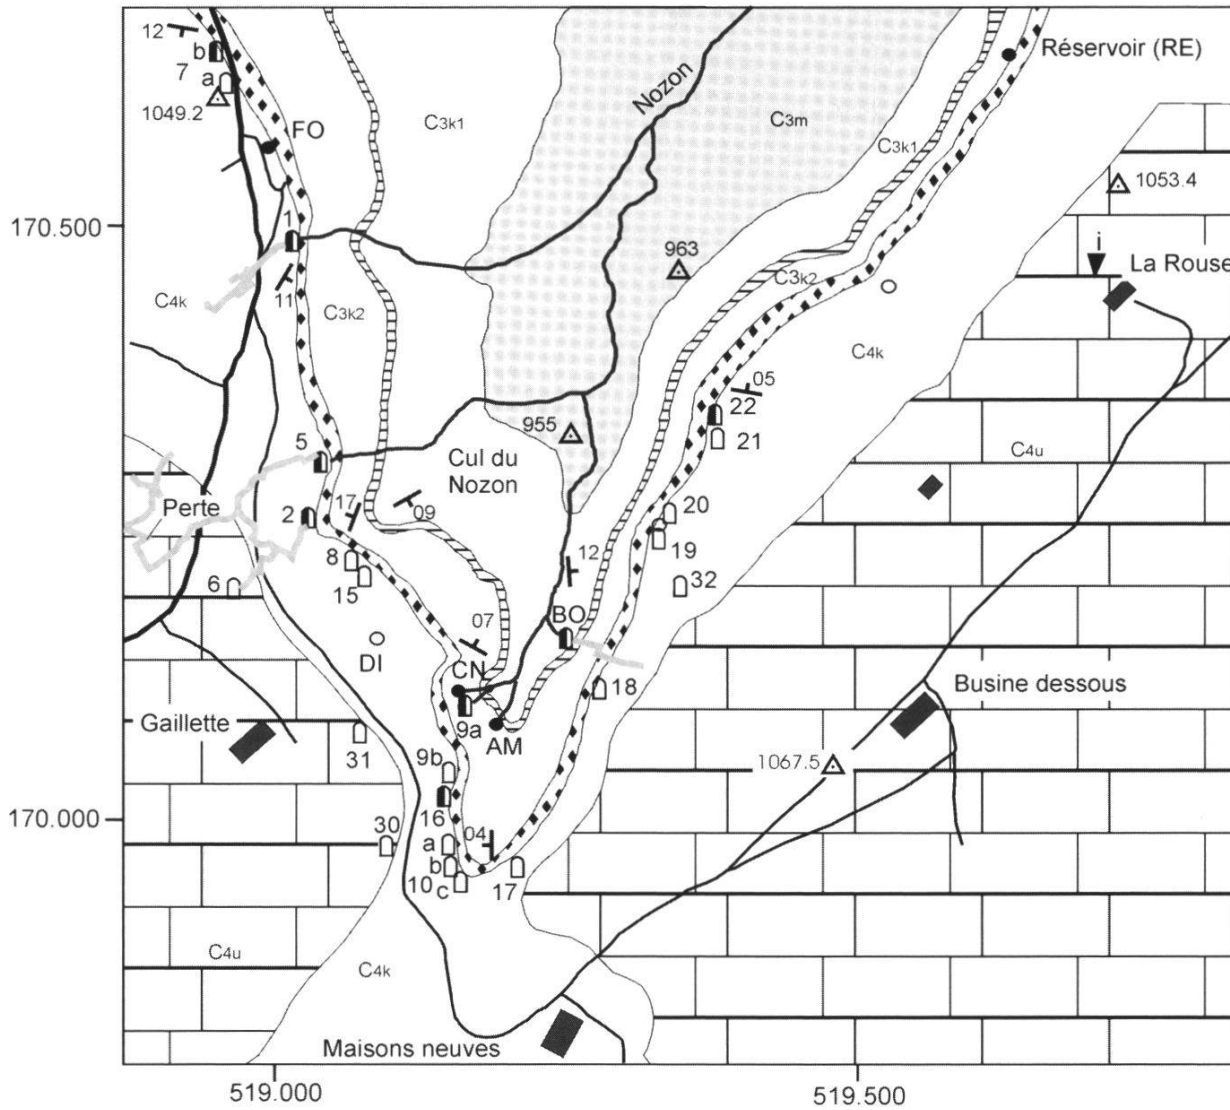 12
b
7
a
1049.2
FO
C3k1
Nozon
C3m
Réservoir (RE)
C3k1
1053.4
170.500
1
963
i
La Rouse
C3k2
11
C4k
C3k2
C4k
05
22
955
21
5
Cul du
Nozon
C4u
Perte
2
17
09
20
19
8
15
12
32
6
07
BO
DI
CN
18
Busine dessous
Gaillette
9a
AM
31
9b
1067.5
170.000
16
30
04
a
b
10
c
17
C4u
C4k
Maisons neuves
519.000
519.500